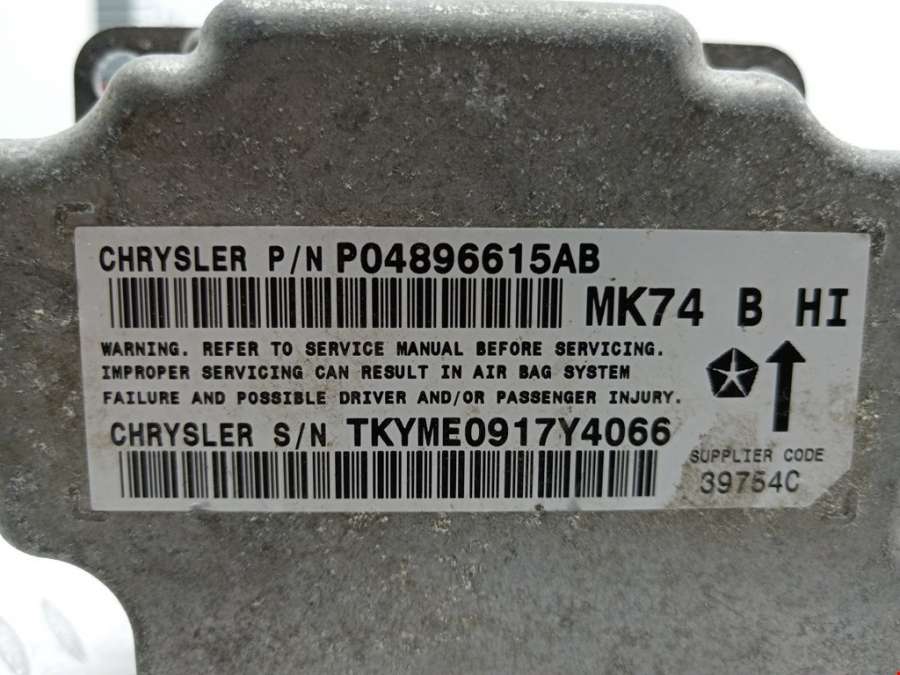 CHRYSLER P/N P04896615AB
MK74 B HI
WARNING. REFER TO SERVICE MANUAL BEFORE SERVICING.
IMPROPER SERVICING CAN RESULT IN AIR BAG SYSTEM
FAILURE AND POSSIBLE DRIVER AND/OR PASSENGER INJURY.
CHRYSLER S/N TKYME0917Y4066
SUPPLIER CODE
39754C